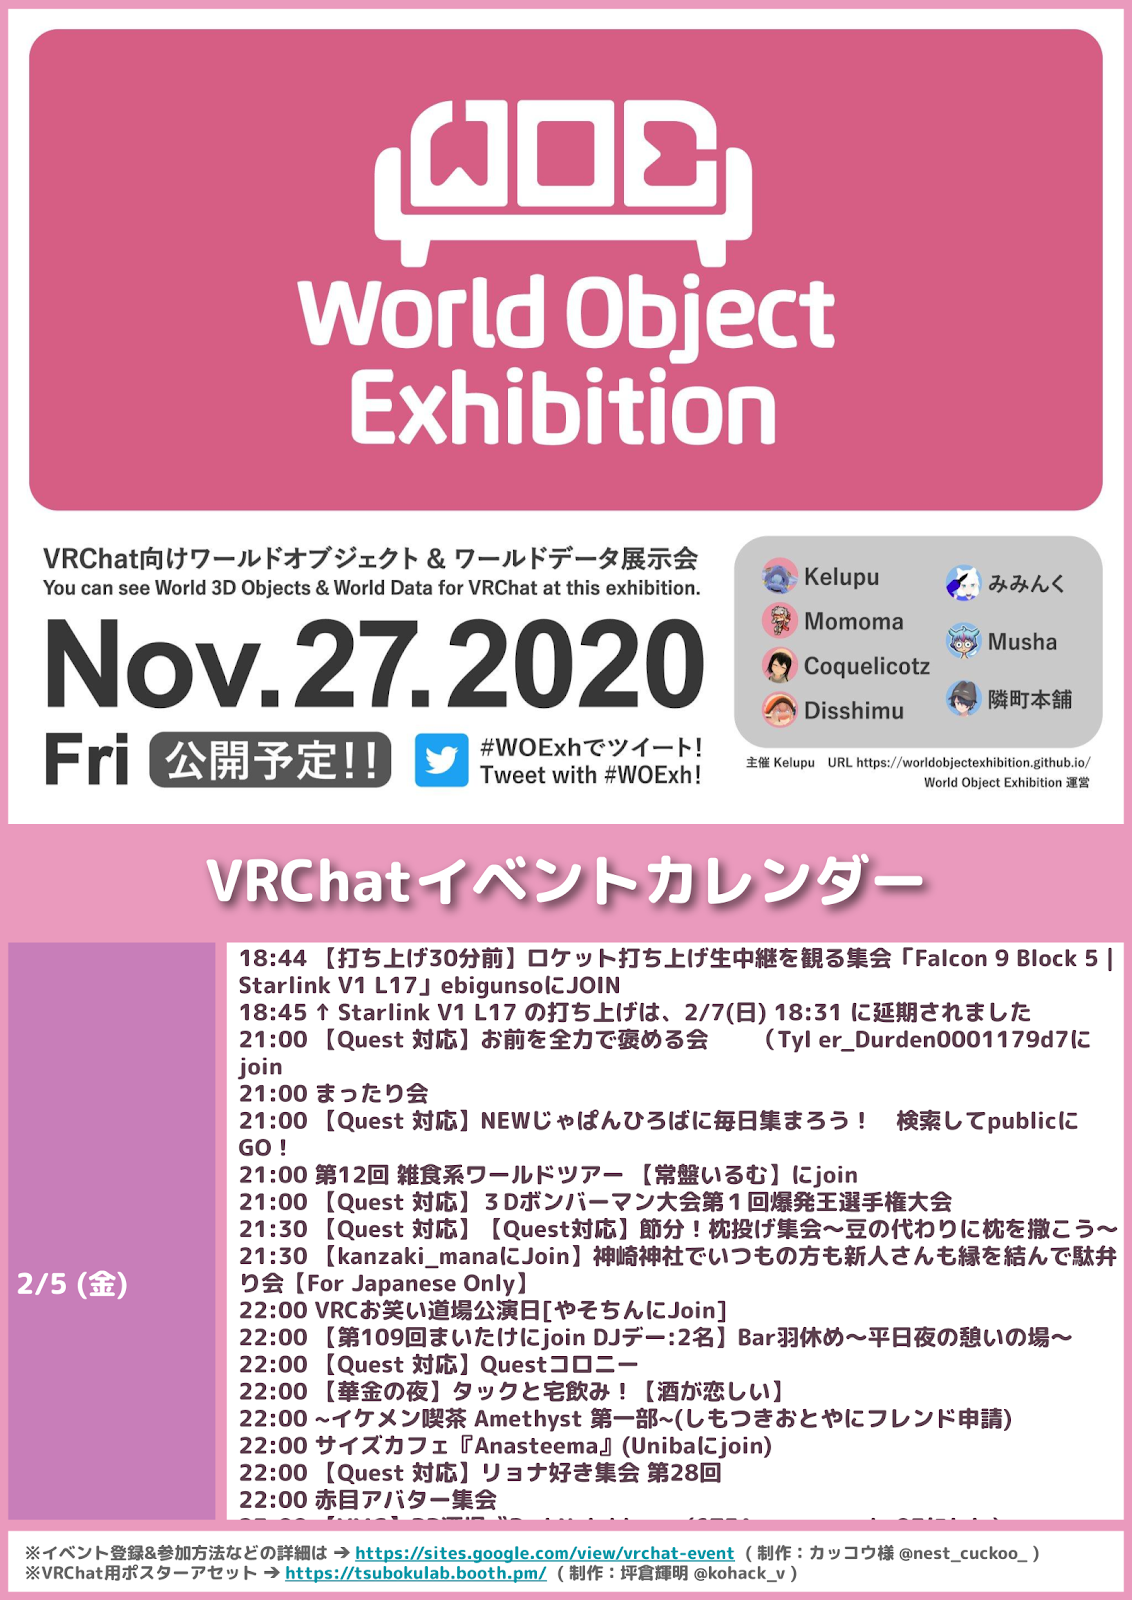 WOE
World Object
Exhibition
VRChat向けワールドオブジェクト & ワールドデータ展示会
You can see World 3D Objects & World Data for VRChat at this exhibition.
Nov.27.2020
Fri 公開予定!!
#WOExhでツイート!
Tweet with #WOExh!
Kelupu
Momoma
Coquelicotz
Disshimu
みみんく
Musha
隣町本舗
主催 Kelupu URL https://worldobjectexhibition.github.io/
World Object Exhibition 運営
VRChatイベントカレンダー
2/5 (金)
18:44 【打ち上げ30分前】ロケット打ち上げ生中継を観る集会「Falcon 9 Block 5 |
Starlink V1 L17」ebigunsoにJOIN
18:45 ↑ Starlink V1 L17 の打ち上げは、2/7(日) 18:31 に延期されました
21:00 【Quest 対応】お前を全力で褒める会　　（Tyl er_Durden0001179d7に
join
21:00 まったり会
21:00 【Quest 対応】NEWじゃぱんひろばに毎日集まろう！　検索してpublicに
GO！
21:00 第12回 雑食系ワールドツアー 【常盤いるむ】にjoin
21:00 【Quest 対応】３Dボンバーマン大会第１回爆発王選手権大会
21:30 【Quest 対応】【Quest対応】節分！枕投げ集会～豆の代わりに枕を撒こう～
21:30 【kanzaki_manaにJoin】神崎神社でいつもの方も新人さんも縁を結んで駄弁
り会【For Japanese Only】
22:00 VRCお笑い道場公演日[やそちんにJoin]
22:00 【第109回まいたけにjoin DJデー:2名】Bar羽休め～平日夜の憩いの場～
22:00 【Quest 対応】Questコロニー
22:00 【華金の夜】タックと宅飲み！【酒が恋しい】
22:00 ~イケメン喫茶 Amethyst 第一部~(しもつきおとやにフレンド申請)
22:00 サイズカフェ『Anasteema』(Unibaにjoin)
22:00 【Quest 対応】リョナ好き集会 第28回
22:00 赤目アバター集会
※イベント登録&参加方法などの詳細は ➔ https://sites.google.com/view/vrchat-event ( 制作：カッコウ様 @nest_cuckoo_ )
※VRChat用ポスターアセット ➔ https://tsubokulab.booth.pm/ ( 制作：坪倉輝明 @kohack_v )